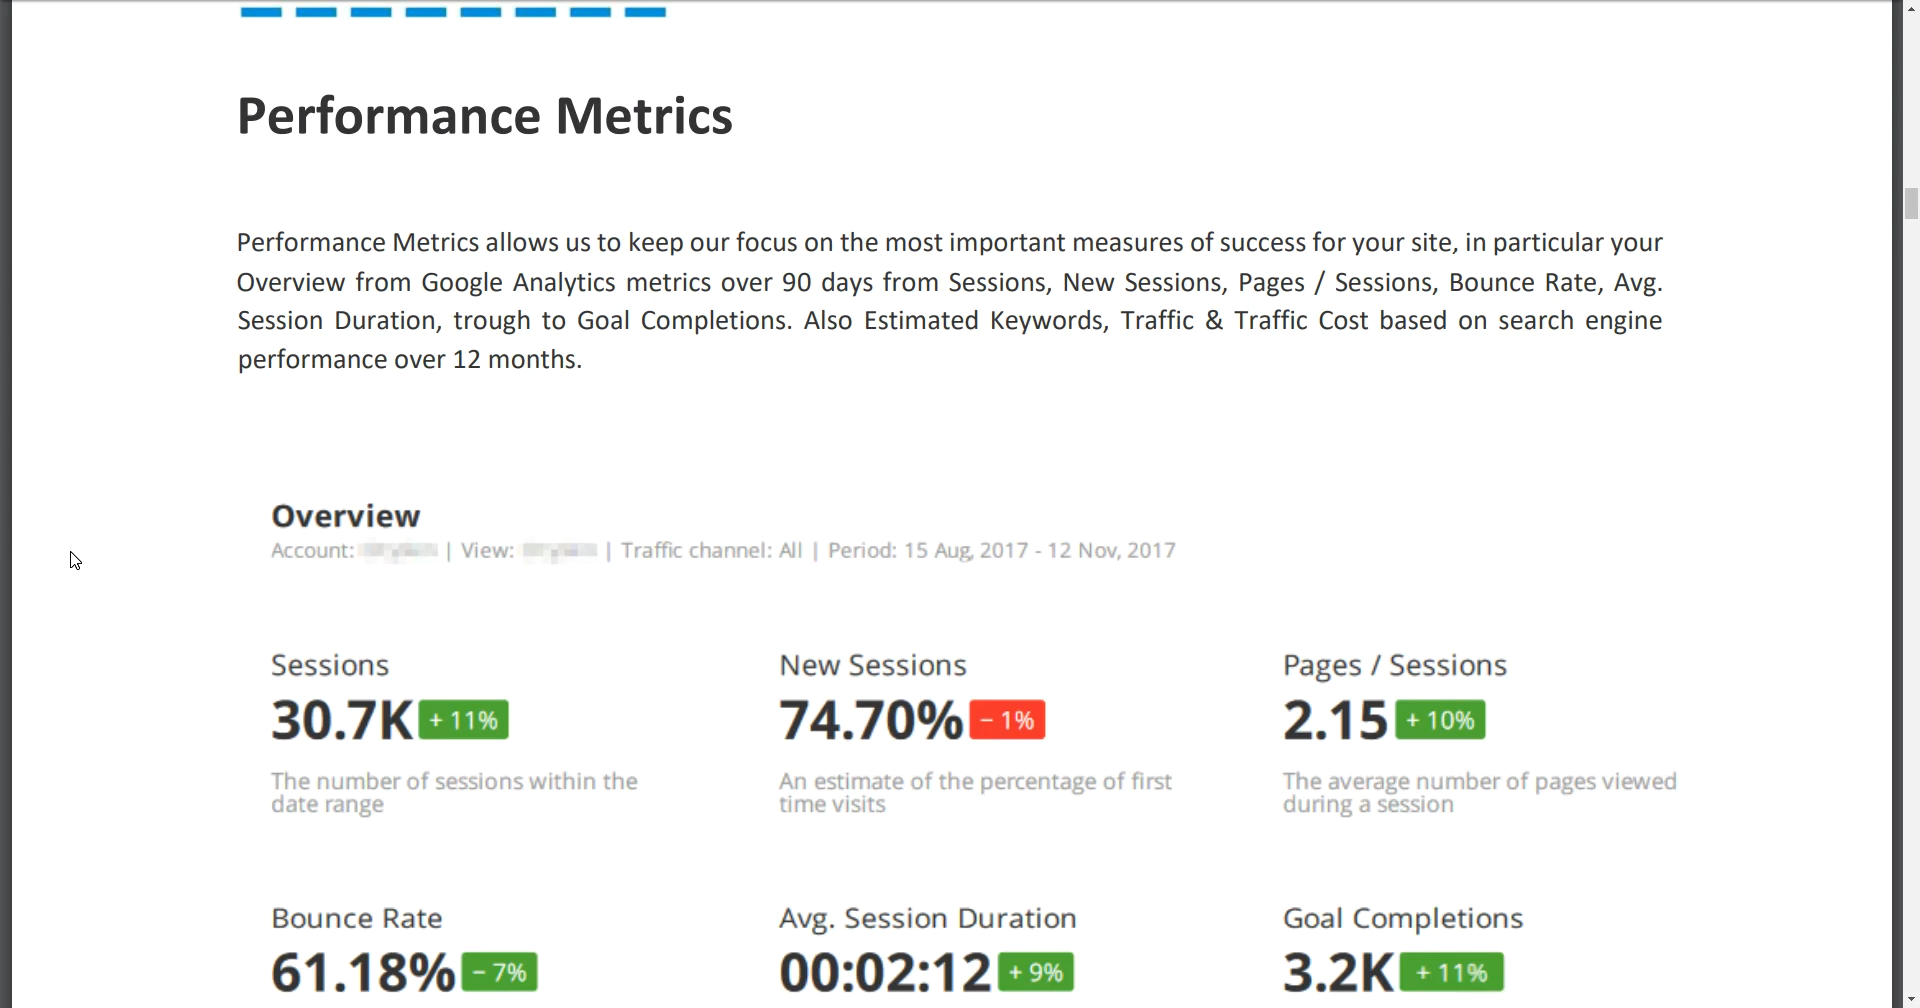 Performance Metrics
Performance Metrics allows us to keep our focus on the most important measures of success for your site, in particular your
Overview from Google Analytics metrics over 90 days from Sessions, New Sessions, Pages / Sessions, Bounce Rate, Avg.
Session Duration, trough to Goal Completions. Also Estimated Keywords, Traffic & Traffic Cost based on search engine
performance over 12 months.
Overview
Account: | View: | Traffic channel: All | Period: 15 Aug, 2017 - 12 Nov, 2017
Sessions
30.7K + 11%
The number of sessions within the
date range
New Sessions
74.70% − 1%
An estimate of the percentage of first
time visits
Pages / Sessions
2.15 + 10%
The average number of pages viewed
during a session
Bounce Rate
61.18% − 7%
Avg. Session Duration
00:02:12 + 9%
Goal Completions
3.2K + 11%